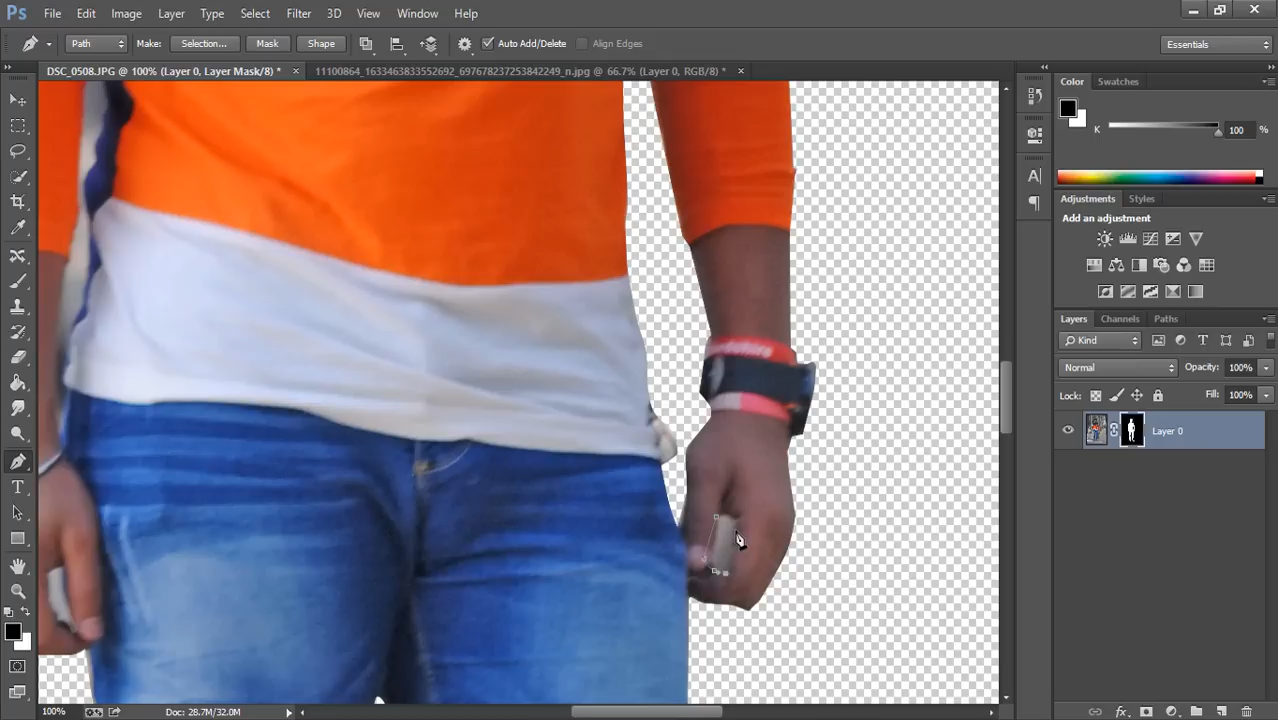 Ps File Edit Image Layer Type Select Filter 3D View Window Help
Path Make: Selection... Mask Shape Auto Add/Delete Align Edges Essentials
DSC_0508.JPG @ 100% (Layer 0, Layer Mask/8) * × 11100864_1633463833552692_697678237253842249_n.jpg @ 66.7% (Layer 0, RGB/8) * ×
Color Swatches
K 100 %
Adjustments Styles
Add an adjustment
Layers Channels Paths
Kind
Normal Opacity: 100%
Lock: Fill: 100%
Layer 0
100% Doc: 28.7M/32.0M